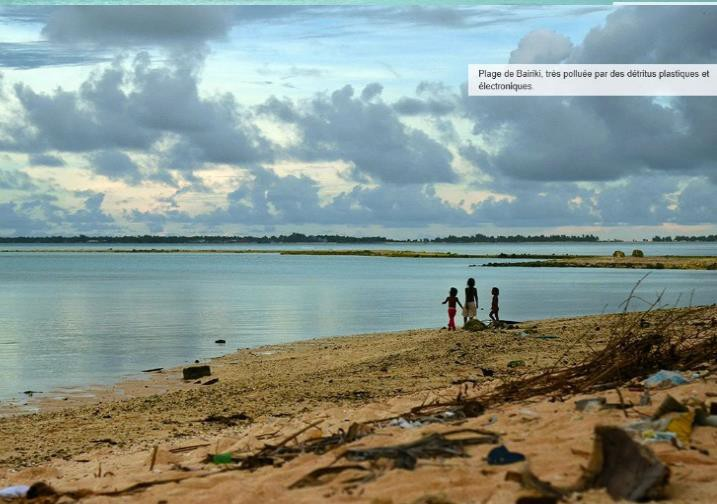 Plage de Bairiki, très polluée par des détritus plastiques et
électroniques.